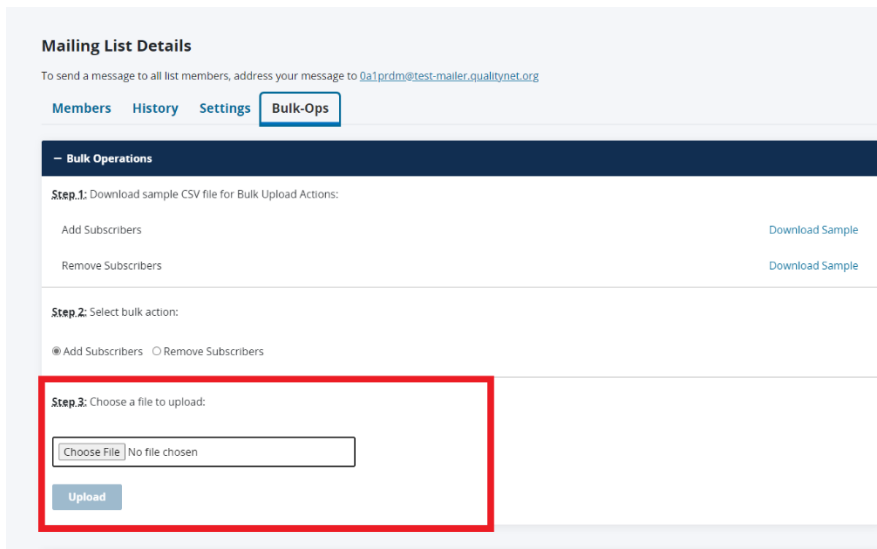 Mailing List Details
To send a message to all list members, address your message to 0a1prdm@test-mailer.qualitynet.org
Members History Settings Bulk-Ops
– Bulk Operations
Step 1: Download sample CSV file for Bulk Upload Actions:
Add Subscribers Download Sample
Remove Subscribers Download Sample
Step 2: Select bulk action:
Add Subscribers Remove Subscribers
Step 3: Choose a file to upload:
Choose File No file chosen
Upload